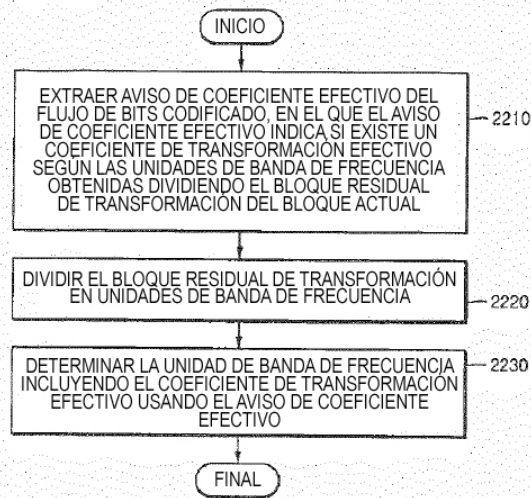 INICIO
EXTRAER AVISO DE COEFICIENTE EFECTIVO DEL
FLUJO DE BITS CODIFICADO, EN EL QUE EL AVISO
DE COEFICIENTE EFECTIVO INDICA SI EXISTE UN
COEFICIENTE DE TRANSFORMACIÓN EFECTIVO
SEGÚN LAS UNIDADES DE BANDA DE FRECUENCIA
OBTENIDAS DIVIDIENDO EL BLOQUE RESIDUAL
DE TRANSFORMACIÓN DEL BLOQUE ACTUAL
2210
DIVIDIR EL BLOQUE RESIDUAL DE TRANSFORMACIÓN
EN UNIDADES DE BANDA DE FRECUENCIA
2220
DETERMINAR LA UNIDAD DE BANDA DE FRECUENCIA
INCLUYENDO EL COEFICIENTE DE TRANSFORMACIÓN
EFECTIVO USANDO EL AVISO DE COEFICIENTE
EFECTIVO
2230
FINAL